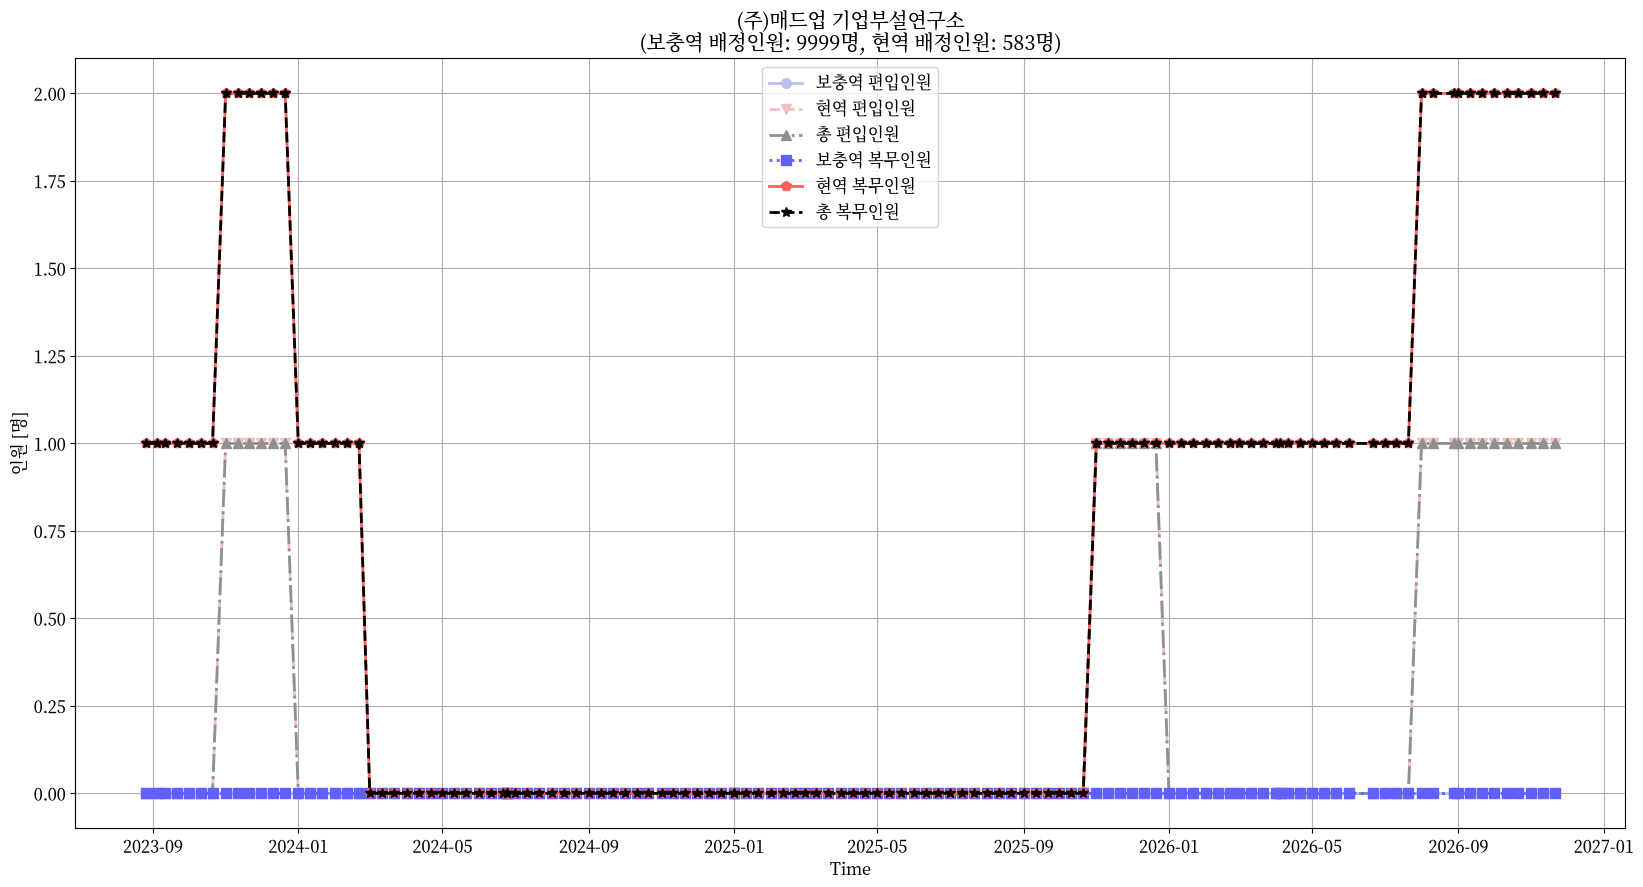 (주)매드업 기업부설연구소
(보충역 배정인원: 9999명, 현역 배정인원: 583명)
보충역 편입인원
현역 편입인원
총 편입인원
보충역 복무인원
현역 복무인원
총 복무인원
인원 [명]
2.00
1.75
1.50
1.25
1.00
0.75
0.50
0.25
0.00
2023-09 2024-01 2024-05 2024-09 2025-01 2025-05 2025-09 2026-01 2026-05 2026-09 2027-01
Time